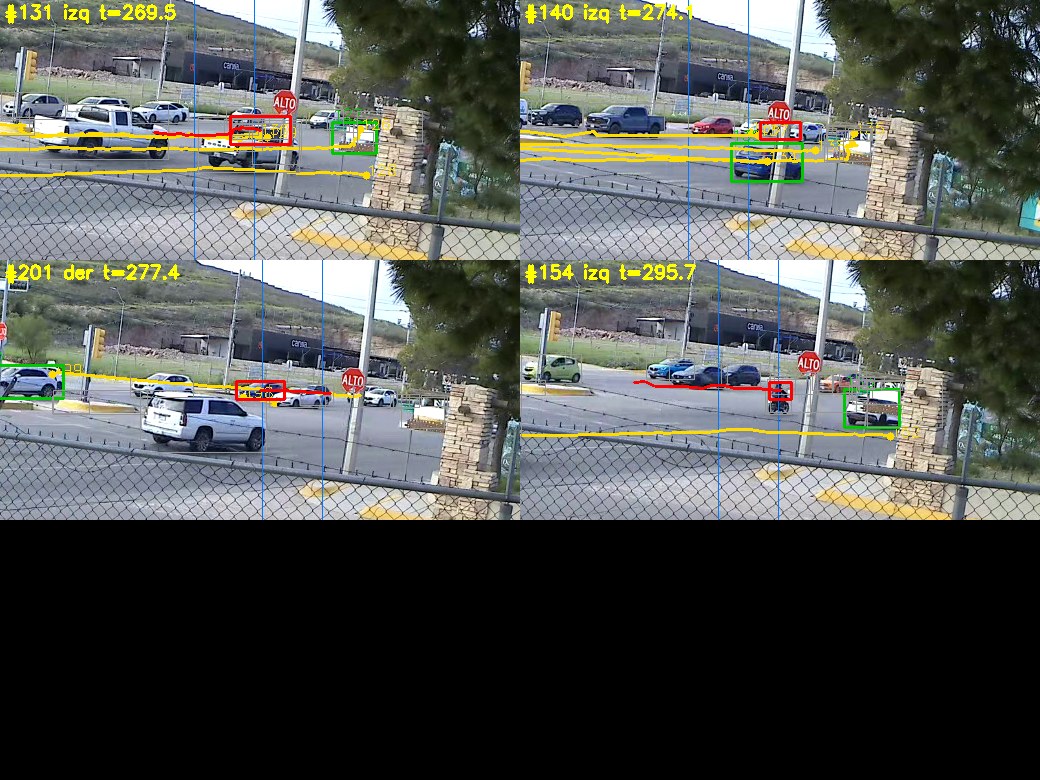 #131 izq t=269.5
CANVA
ALTO
#140 izq t=274.1
ALTO
#201 der t=277.4
ALTO
#154 izq t=295.7
ALTO